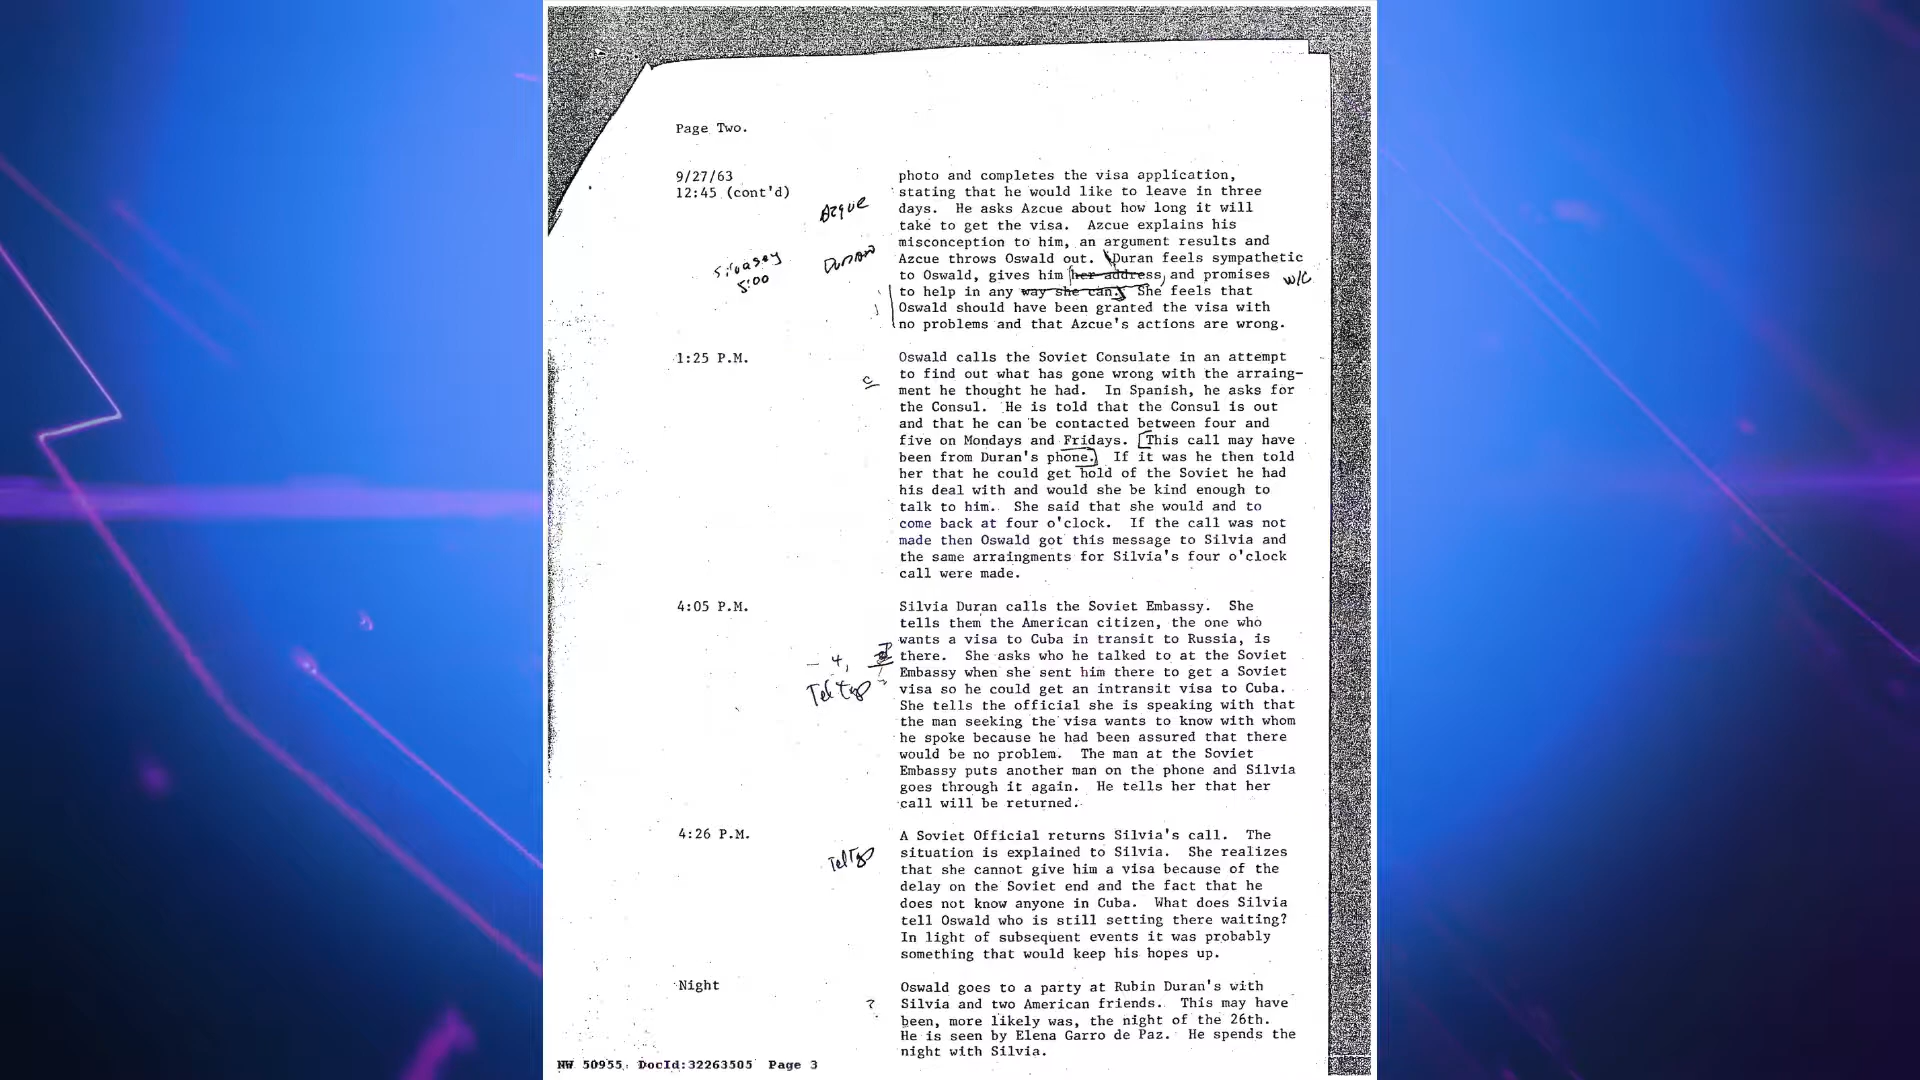 Page Two.
9/27/63
12:45 (cont'd)
photo and completes the visa application,
stating that he would like to leave in three
days. He asks Azcue about how long it will
take to get the visa. Azcue explains his
misconception to him, an argument results and
Azcue throws Oswald out. Duran feels sympathetic
to Oswald, gives him her address, and promises
to help in any way she can. She feels that
Oswald should have been granted the visa with
no problems and that Azcue's actions are wrong.
Azque
Duran
5:00
W/C
1:25 P.M.
Oswald calls the Soviet Consulate in an attempt
to find out what has gone wrong with the arraing-
ment he thought he had. In Spanish, he asks for
the Consul. He is told that the Consul is out
and that he can be contacted between four and
five on Mondays and Fridays. [This call may have
been from Duran's phone.] If it was he then told
her that he could get hold of the Soviet he had
his deal with and would she be kind enough to
talk to him. She said that she would and to
come back at four o'clock. If the call was not
made then Oswald got this message to Silvia and
the same arraingments for Silvia's four o'clock
call were made.
4:05 P.M.
Silvia Duran calls the Soviet Embassy. She
tells them the American citizen, the one who
wants a visa to Cuba in transit to Russia, is
there. She asks who he talked to at the Soviet
Embassy when she sent him there to get a Soviet
visa so he could get an intransit visa to Cuba.
She tells the official she is speaking with that
the man seeking the visa wants to know with whom
he spoke because he had been assured that there
would be no problem. The man at the Soviet
Embassy puts another man on the phone and Silvia
goes through it again. He tells her that her
call will be returned.
4:26 P.M.
A Soviet Official returns Silvia's call. The
situation is explained to Silvia. She realizes
that she cannot give him a visa because of the
delay on the Soviet end and the fact that he
does not know anyone in Cuba. What does Silvia
tell Oswald who is still setting there waiting?
In light of subsequent events it was probably
something that would keep his hopes up.
Night
?
Oswald goes to a party at Rubin Duran's with
Silvia and two American friends. This may have
been, more likely was, the night of the 26th.
He is seen by Elena Garro de Paz. He spends the
night with Silvia.
NW 50955 DocId:32263505 Page 3